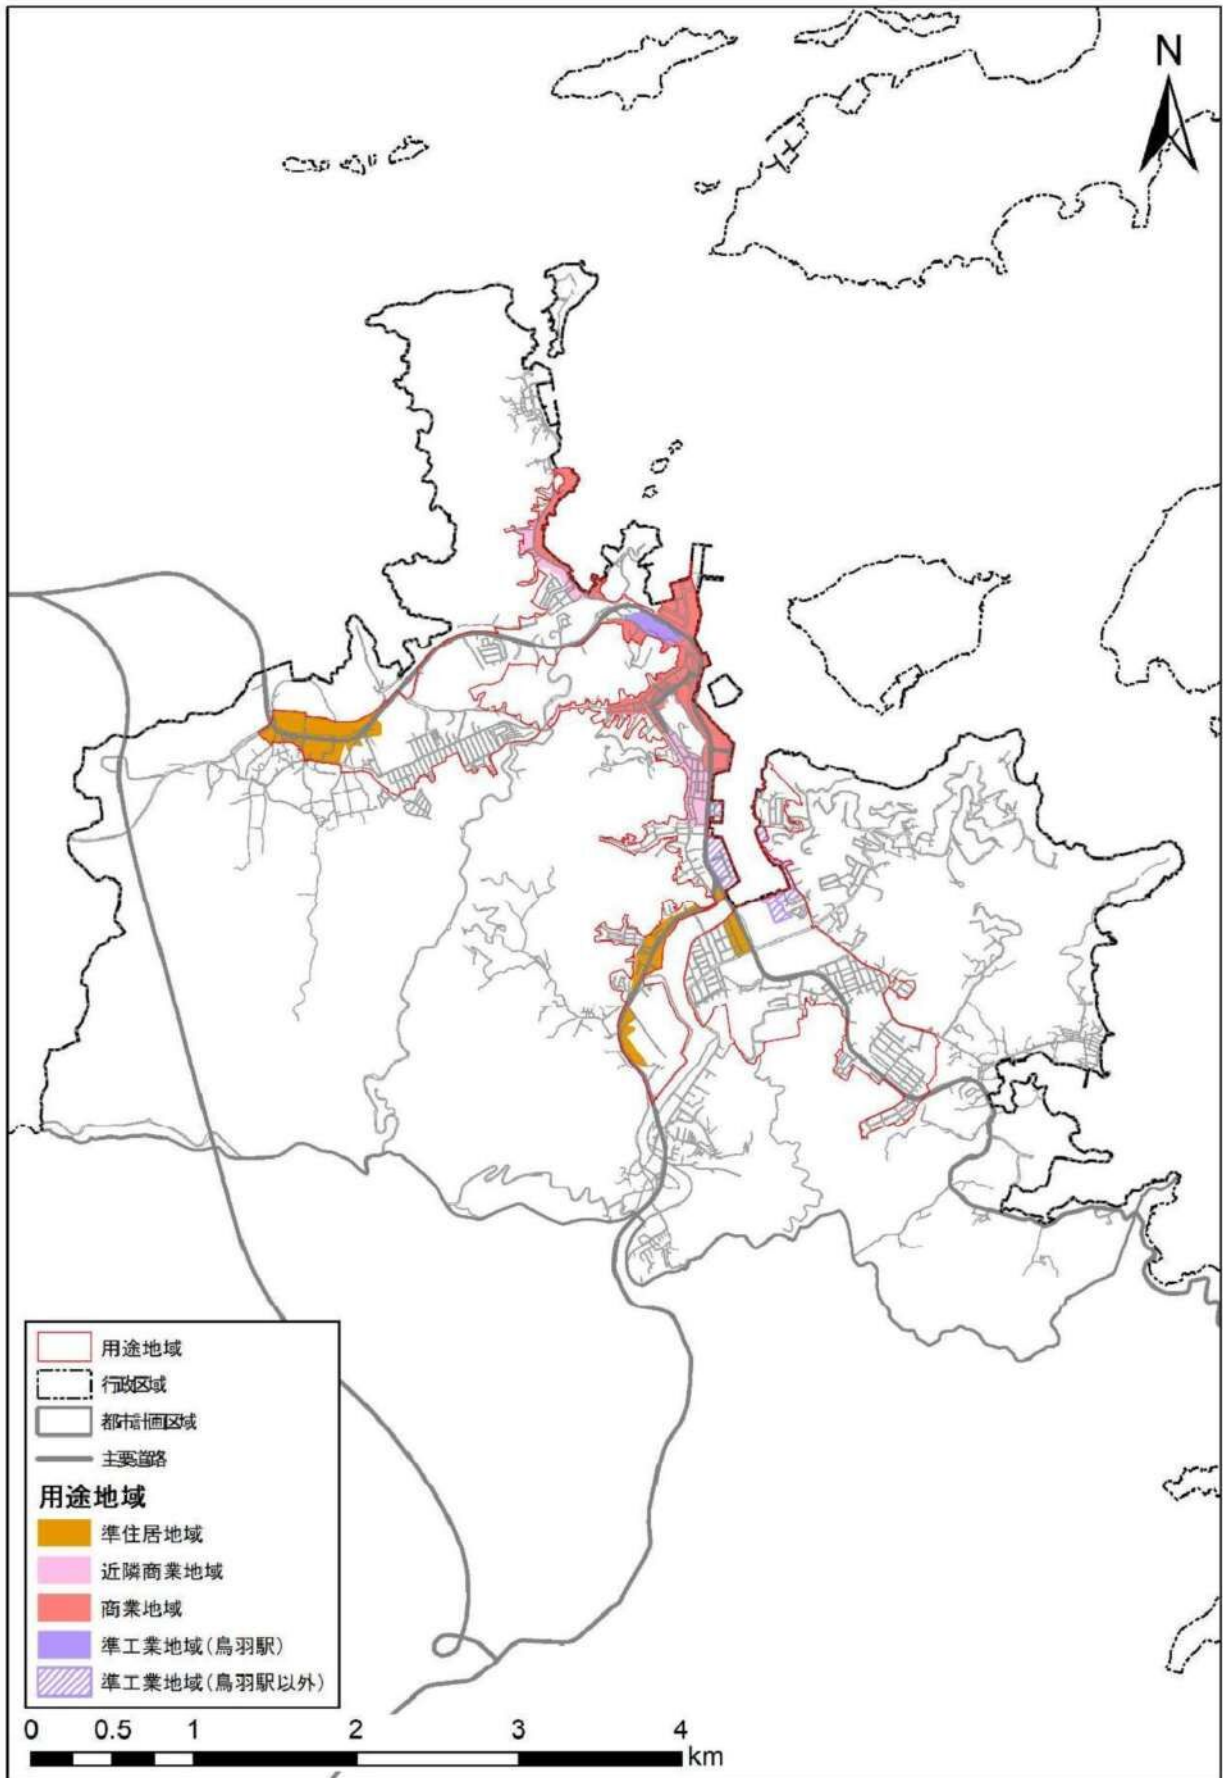 N
用途地域
行政区域
都市計画区域
主要道路
用途地域
準住居地域
近隣商業地域
商業地域
準工業地域(鳥羽駅)
準工業地域(鳥羽駅以外)
0 0.5 1 2 3 4
km